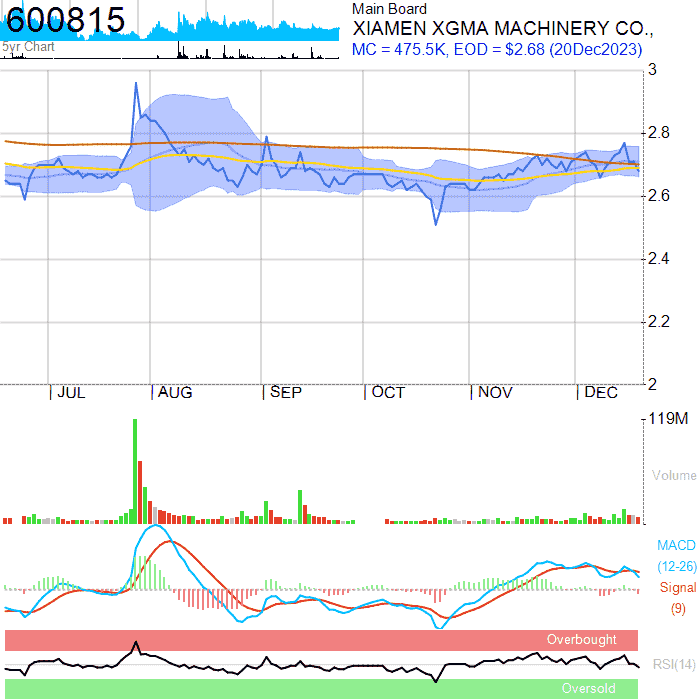 600815
5yr Chart
Main Board
XIAMEN XGMA MACHINERY CO.,
MC = 475.5K, EOD = $2.68 (20Dec2023)
3
2.8
2.6
2.4
2.2
2
JUL AUG SEP OCT NOV DEC
119M
Volume
MACD
(12-26)
Signal
(9)
Overbought
RSI(14)
Oversold